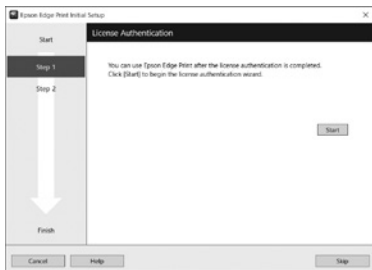 Epson Edge Print Initial Setup
Start
License Authentication
Step 1
You can use Epson Edge Print after the license authentication is completed.
Click [Start] to begin the license authentication wizard.
Step 2
Start
Finish
Cancel
Help
Skip